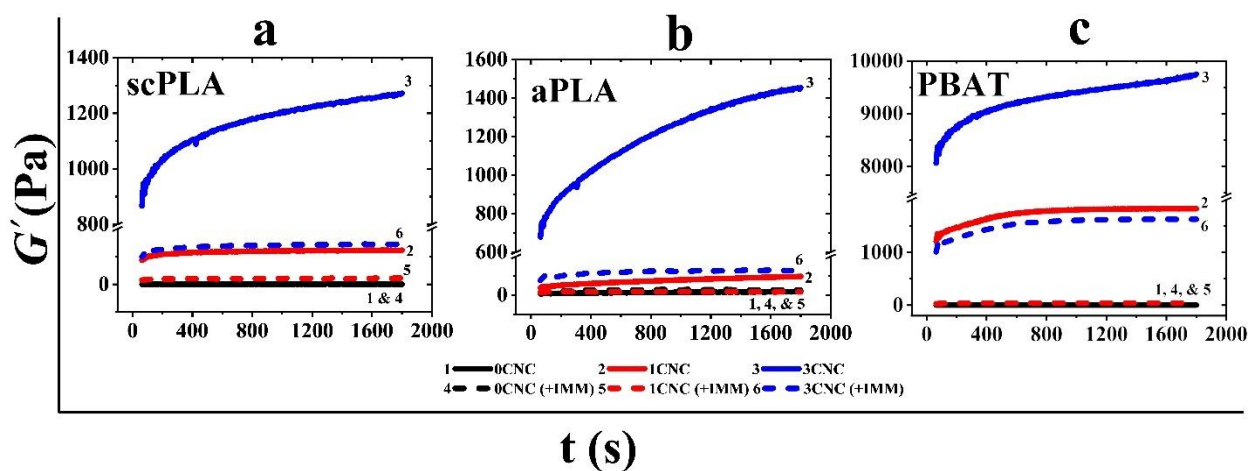 a
b
c
scPLA
aPLA
PBAT
G′ (Pa)
1400
1200
1000
800
0
1600
1400
1200
1000
800
600
0
10000
9000
8000
1000
0
3
6
2
5
1 & 4
3
6
2
1, 4, & 5
3
2
6
1, 4, & 5
0 400 800 1200 1600 2000
0 400 800 1200 1600 2000
0 400 800 1200 1600 2000
1 0CNC 2 1CNC 3 3CNC
4 0CNC (+IMM) 5 1CNC (+IMM) 6 3CNC (+IMM)
t (s)